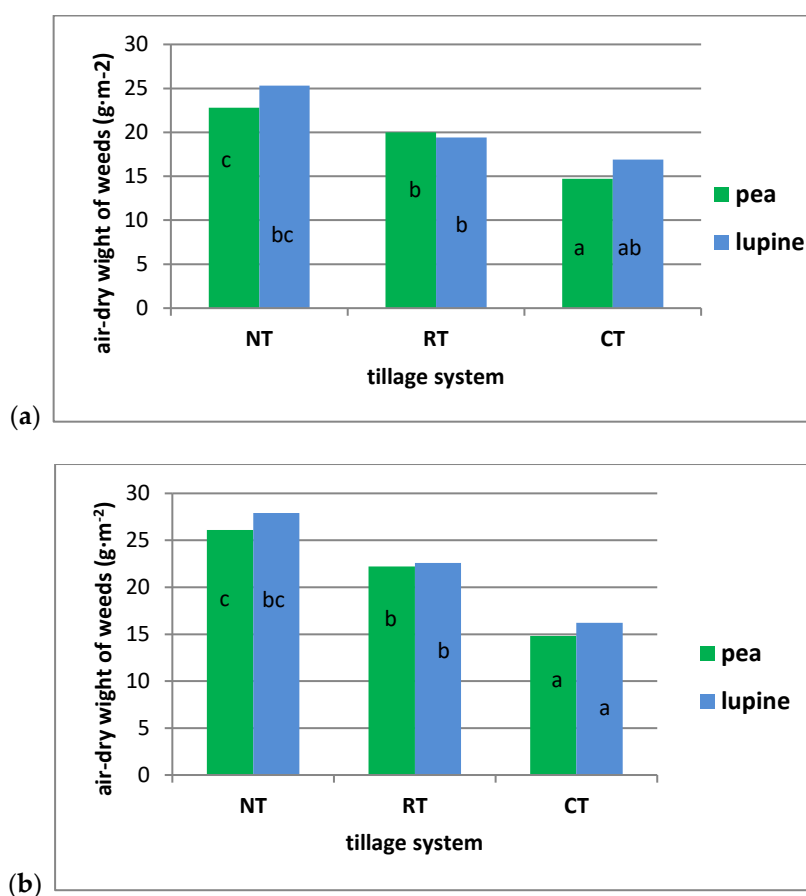 30
25
20
15
10
5
0
air-dry wight of weeds (g·m-2)
c
bc
b
b
a
ab
NT
RT
CT
tillage system
pea
lupine
(a)
30
25
20
15
10
5
0
air-dry wight of weeds (g·m⁻²)
c
bc
b
b
a
a
NT
RT
CT
tillage system
pea
lupine
(b)